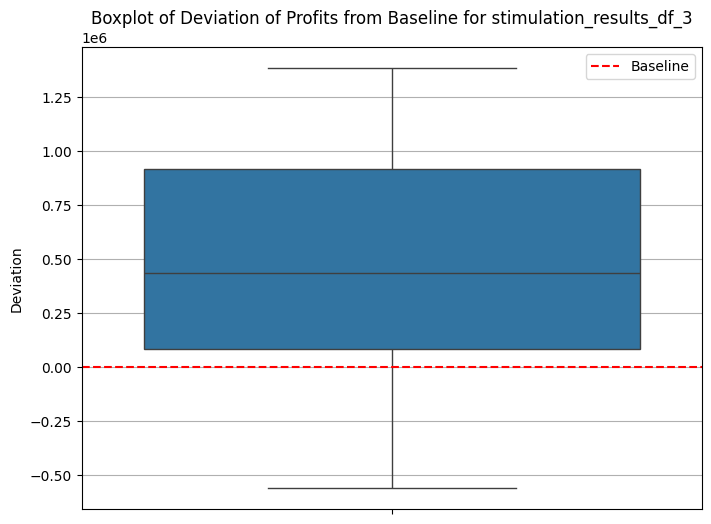 Boxplot of Deviation of Profits from Baseline for stimulation_results_df_3
1e6
Baseline
1.25
1.00
0.75
0.50
0.25
0.00
−0.25
−0.50
Deviation